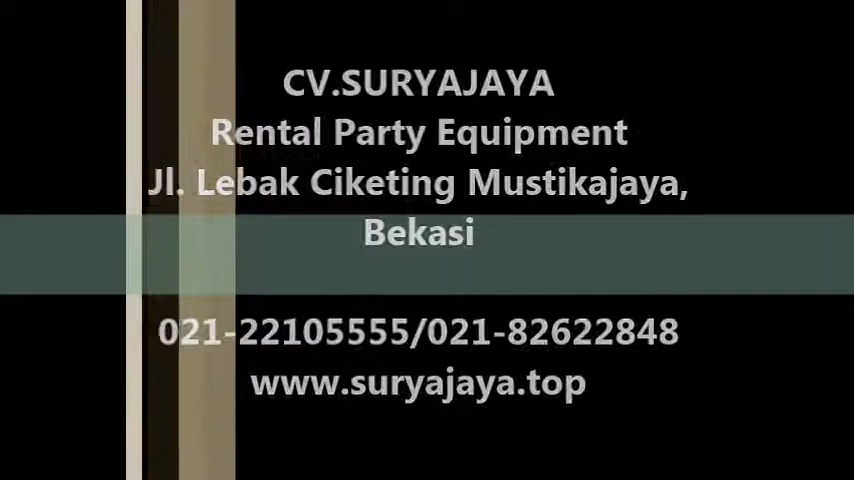 CV.SURYAJAYA
Rental Party Equipment
Jl. Lebak Ciketing Mustikajaya,
Bekasi
021-22105555/021-82622848
www.suryajaya.top